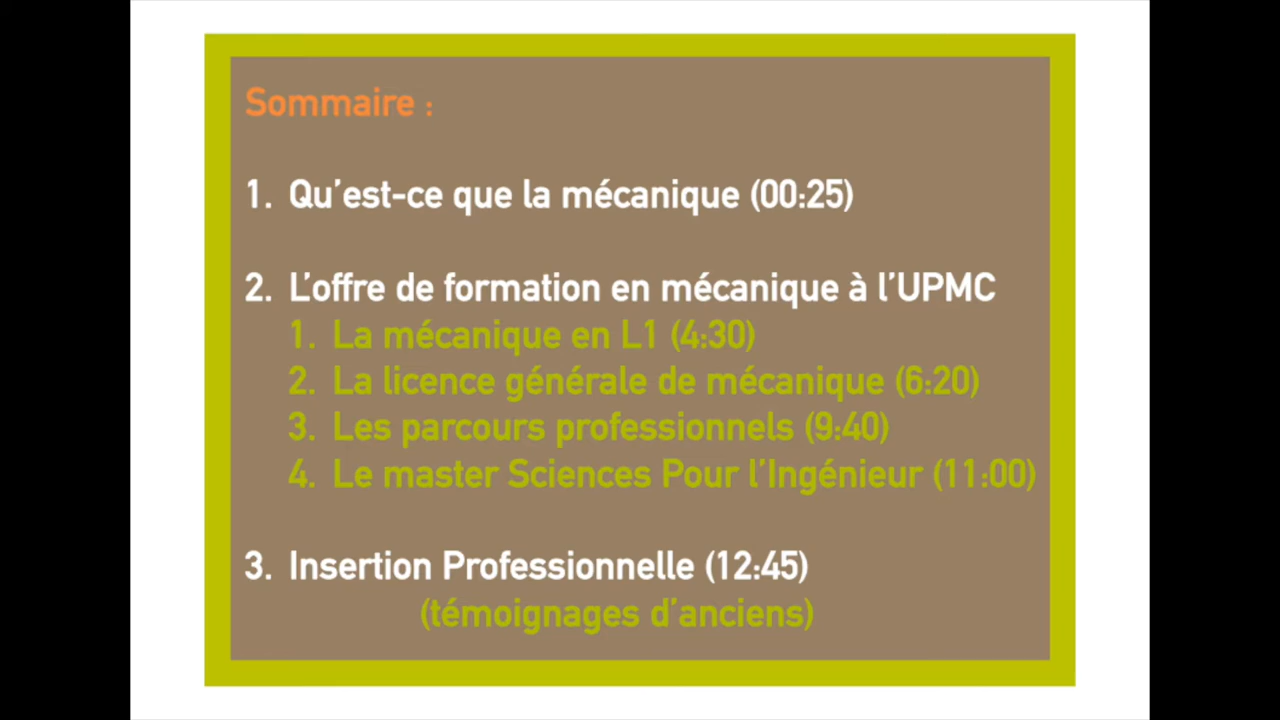 Sommaire :
1. Qu'est-ce que la mécanique (00:25)
2. L'offre de formation en mécanique à l'UPMC
1. La mécanique en L1 (4:30)
2. La licence générale de mécanique (6:20)
3. Les parcours professionnels (9:40)
4. Le master Sciences Pour l'Ingénieur (11:00)
3. Insertion Professionnelle (12:45)
(témoignages d'anciens)